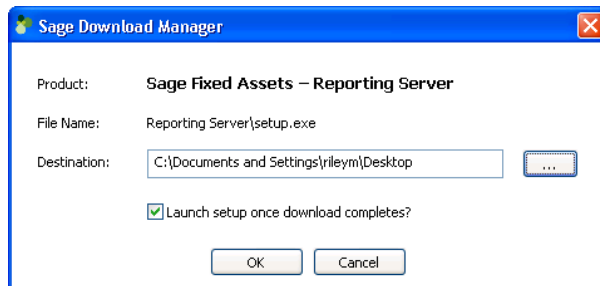 Sage Download Manager
Product: Sage Fixed Assets – Reporting Server
File Name: Reporting Server\setup.exe
Destination: C:\Documents and Settings\rileym\Desktop ...
Launch setup once download completes?
OK Cancel